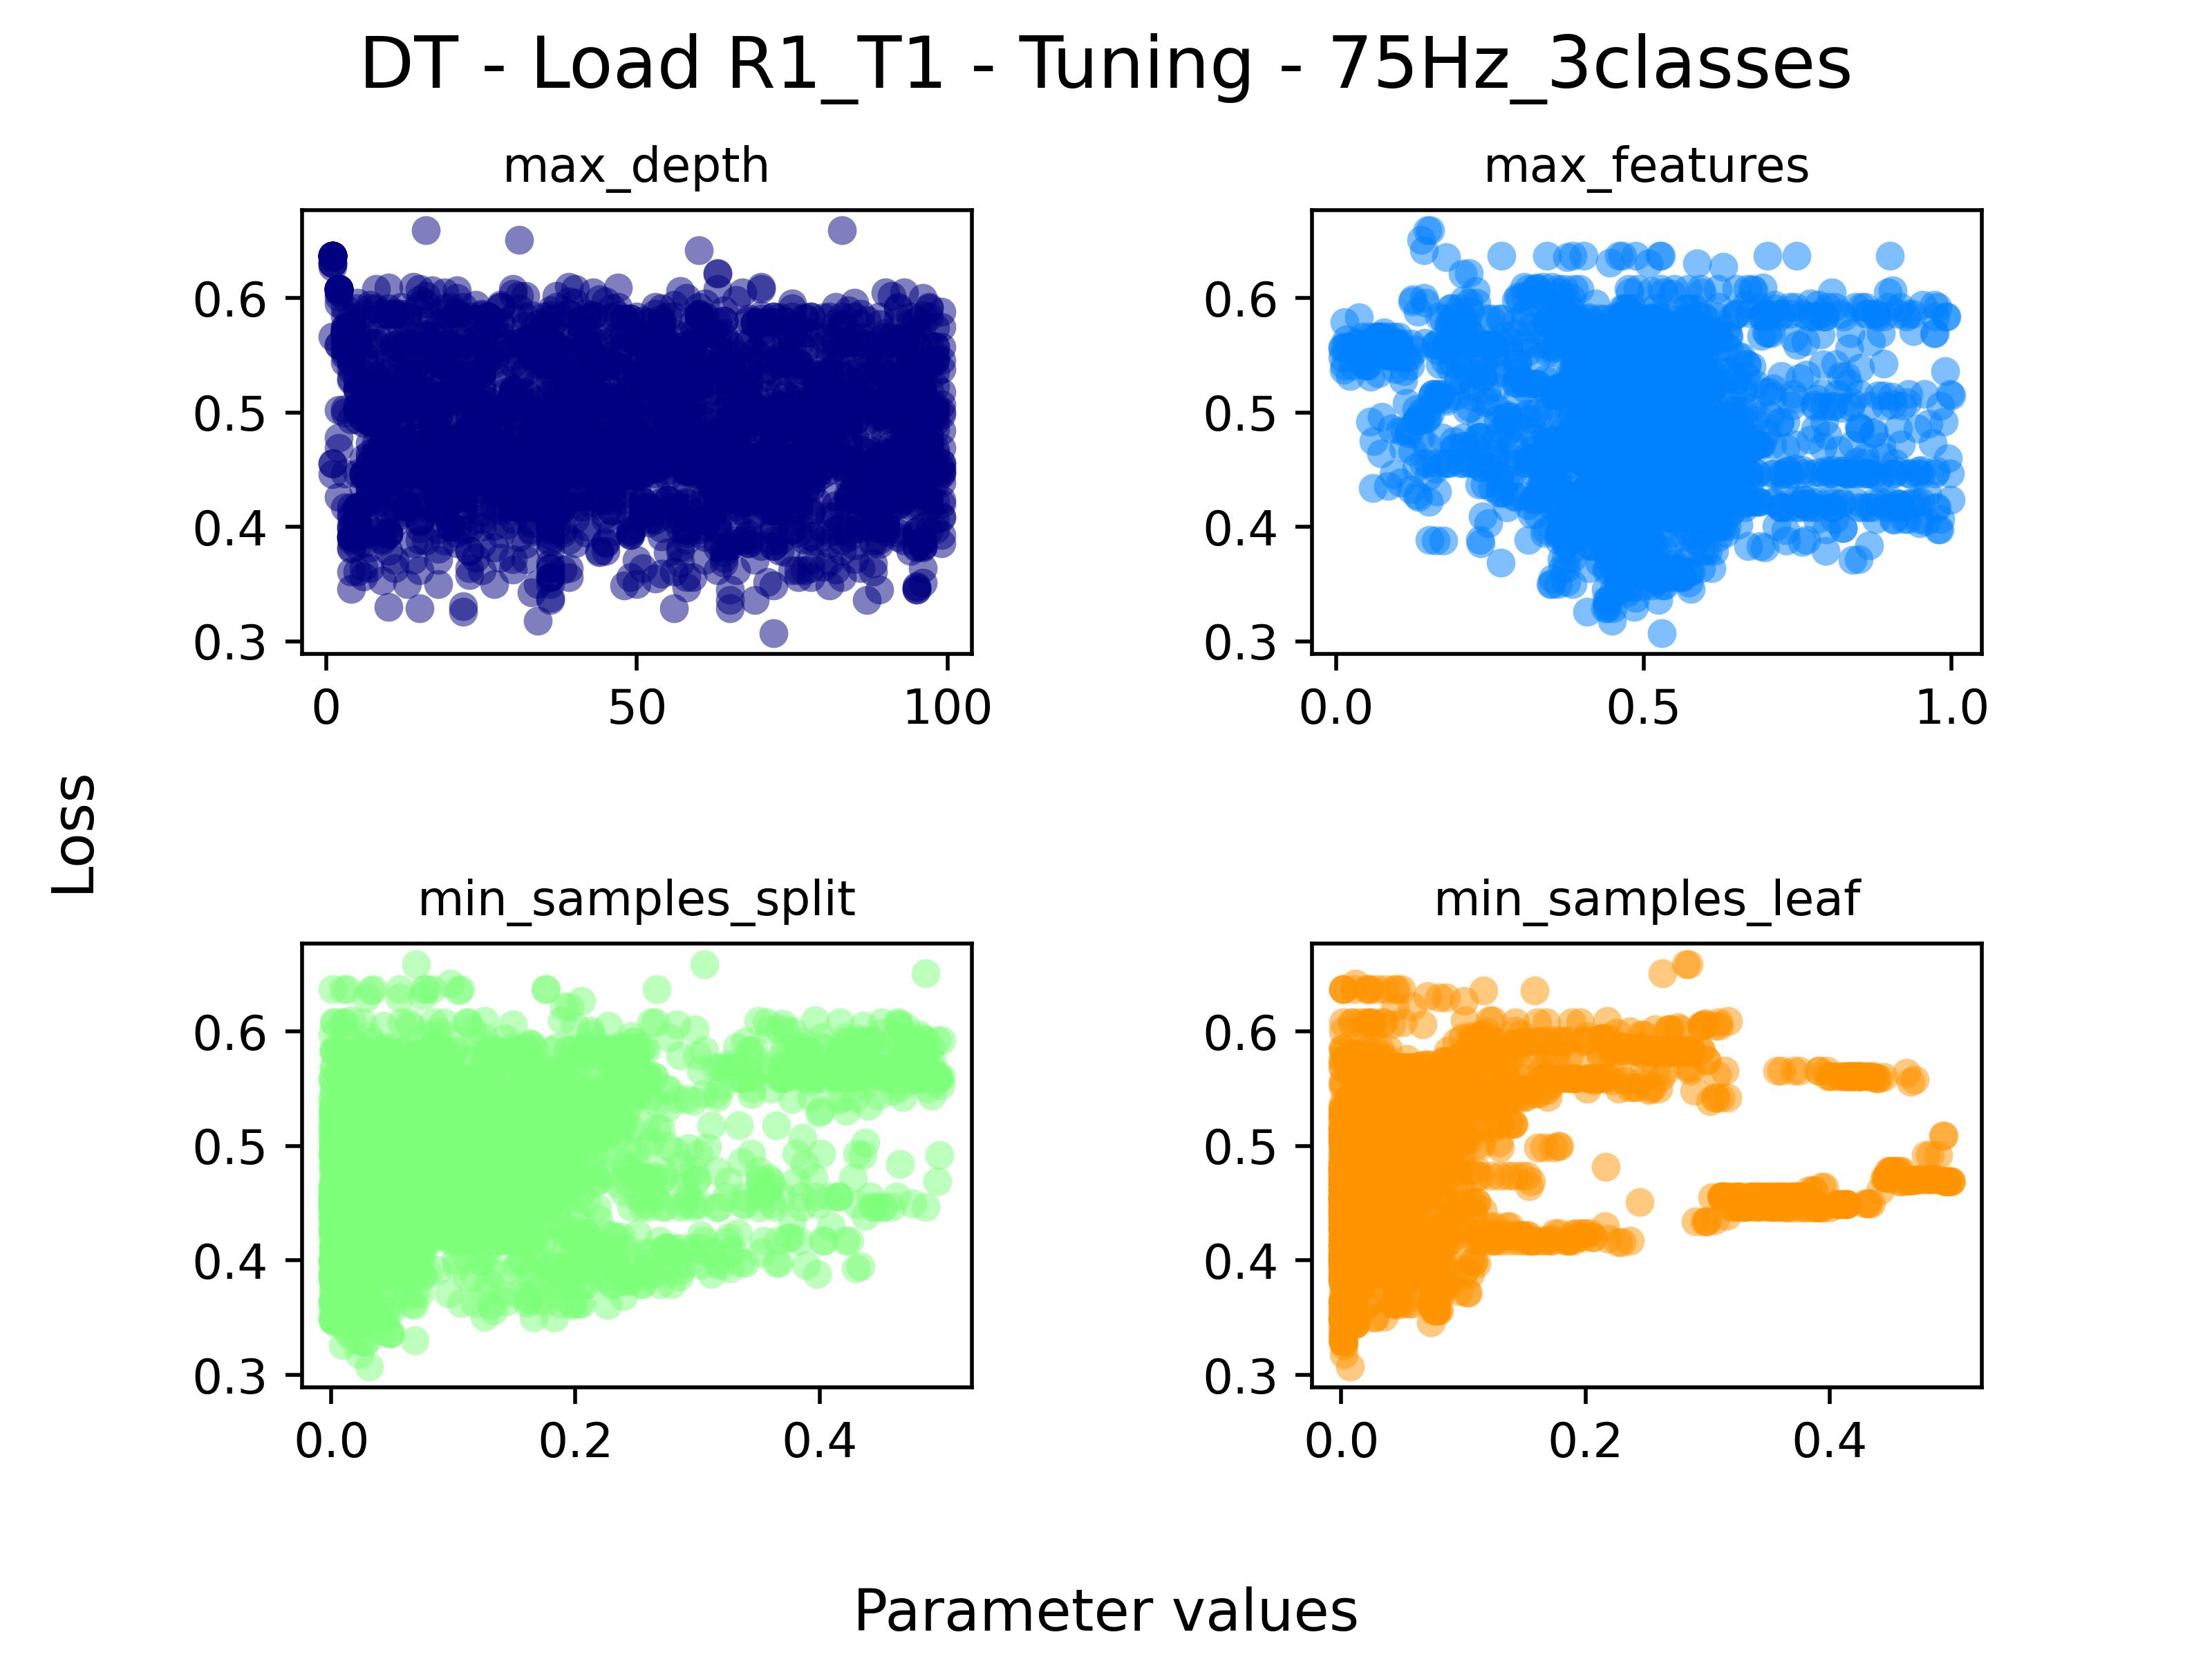 DT - Load R1_T1 - Tuning - 75Hz_3classes
max_depth
0.6
0.5
0.4
0.3
0 50 100
max_features
0.6
0.5
0.4
0.3
0.0 0.5 1.0
Loss
min_samples_split
0.6
0.5
0.4
0.3
0.0 0.2 0.4
min_samples_leaf
0.6
0.5
0.4
0.3
0.0 0.2 0.4
Parameter values